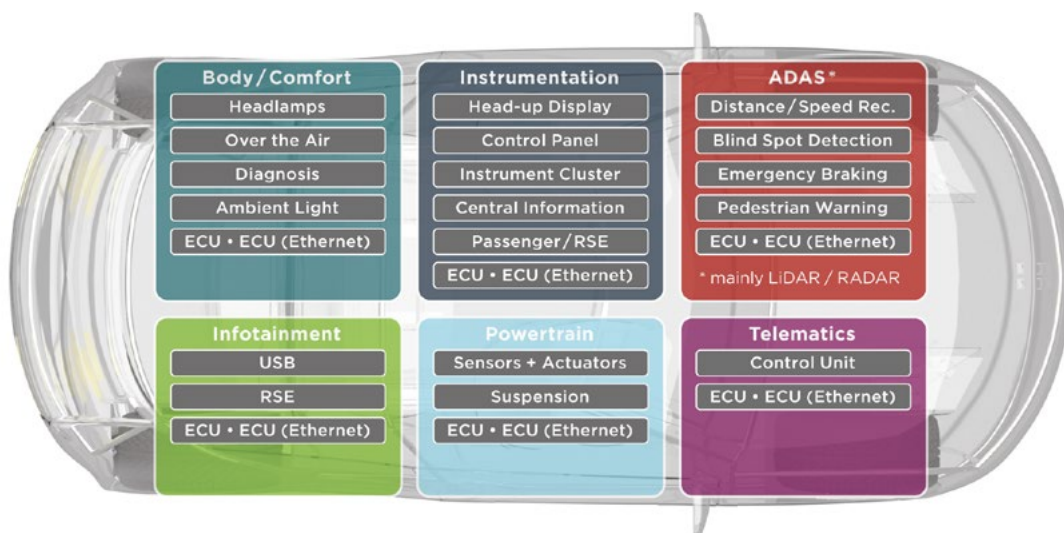 Body/Comfort
Headlamps
Over the Air
Diagnosis
Ambient Light
ECU • ECU (Ethernet)
Instrumentation
Head-up Display
Control Panel
Instrument Cluster
Central Information
Passenger/RSE
ECU • ECU (Ethernet)
ADAS*
Distance/Speed Rec.
Blind Spot Detection
Emergency Braking
Pedestrian Warning
ECU • ECU (Ethernet)
* mainly LiDAR / RADAR
Infotainment
USB
RSE
ECU • ECU (Ethernet)
Powertrain
Sensors + Actuators
Suspension
ECU • ECU (Ethernet)
Telematics
Control Unit
ECU • ECU (Ethernet)